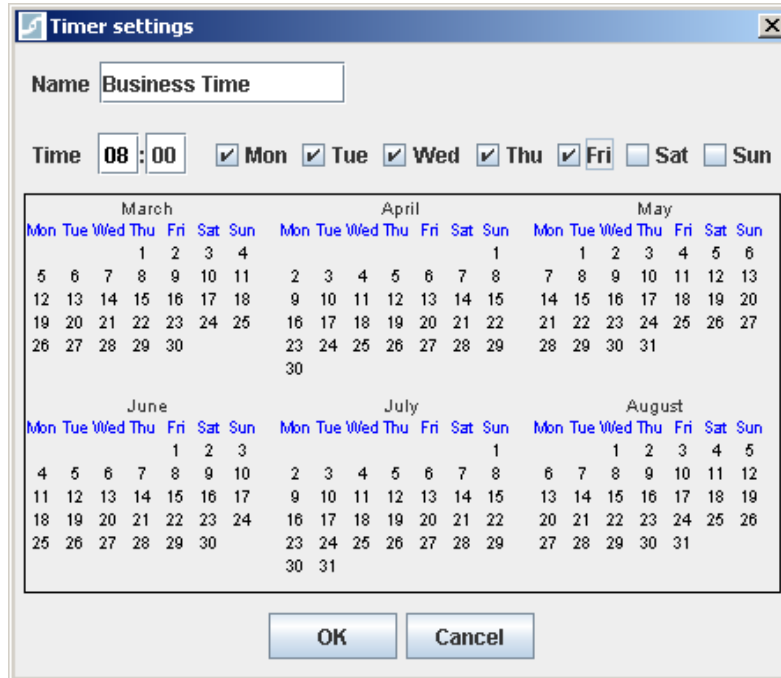 Timer settings
Name Business Time
Time 08 : 00 Mon Tue Wed Thu Fri Sat Sun
March April May
Mon Tue Wed Thu Fri Sat Sun Mon Tue Wed Thu Fri Sat Sun Mon Tue Wed Thu Fri Sat Sun
1 2 3 4 1 1 2 3 4 5 6
5 6 7 8 9 10 11 2 3 4 5 6 7 8 7 8 9 10 11 12 13
12 13 14 15 16 17 18 9 10 11 12 13 14 15 14 15 16 17 18 19 20
19 20 21 22 23 24 25 16 17 18 19 20 21 22 21 22 23 24 25 26 27
26 27 28 29 30 23 24 25 26 27 28 29 28 29 30 31
30
June July August
Mon Tue Wed Thu Fri Sat Sun Mon Tue Wed Thu Fri Sat Sun Mon Tue Wed Thu Fri Sat Sun
1 2 3 1 1 2 3 4 5
4 5 6 7 8 9 10 2 3 4 5 6 7 8 6 7 8 9 10 11 12
11 12 13 14 15 16 17 9 10 11 12 13 14 15 13 14 15 16 17 18 19
18 19 20 21 22 23 24 16 17 18 19 20 21 22 20 21 22 23 24 25 26
25 26 27 28 29 30 23 24 25 26 27 28 29 27 28 29 30 31
30 31
OK Cancel